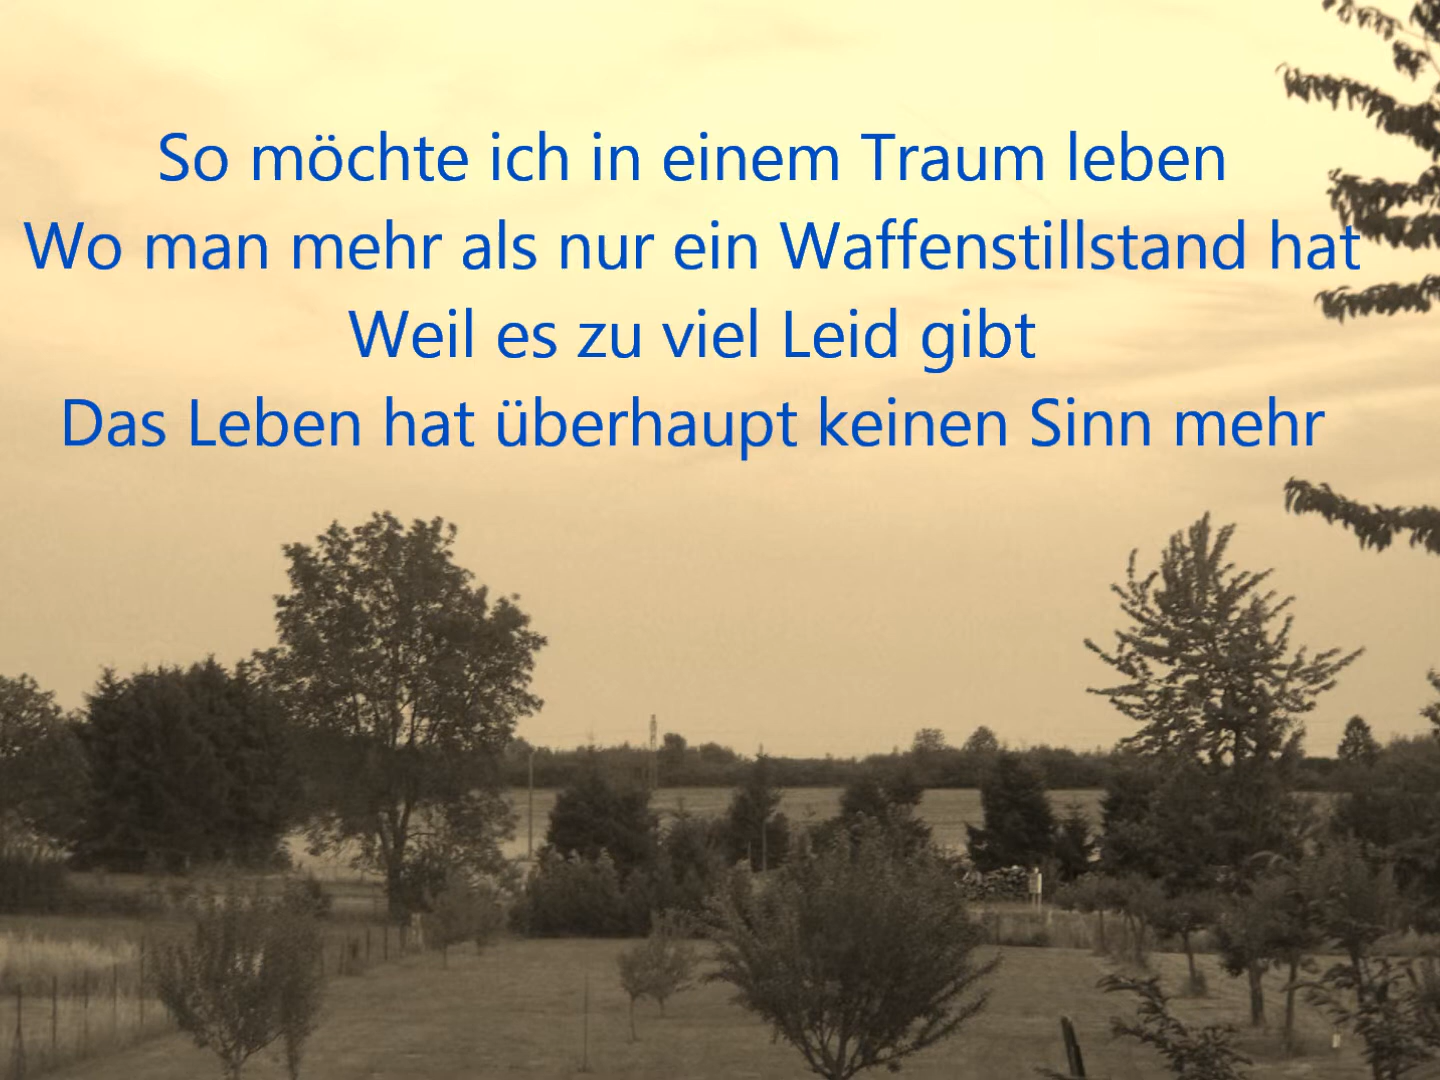 So möchte ich in einem Traum leben
Wo man mehr als nur ein Waffenstillstand hat
Weil es zu viel Leid gibt
Das Leben hat überhaupt keinen Sinn mehr